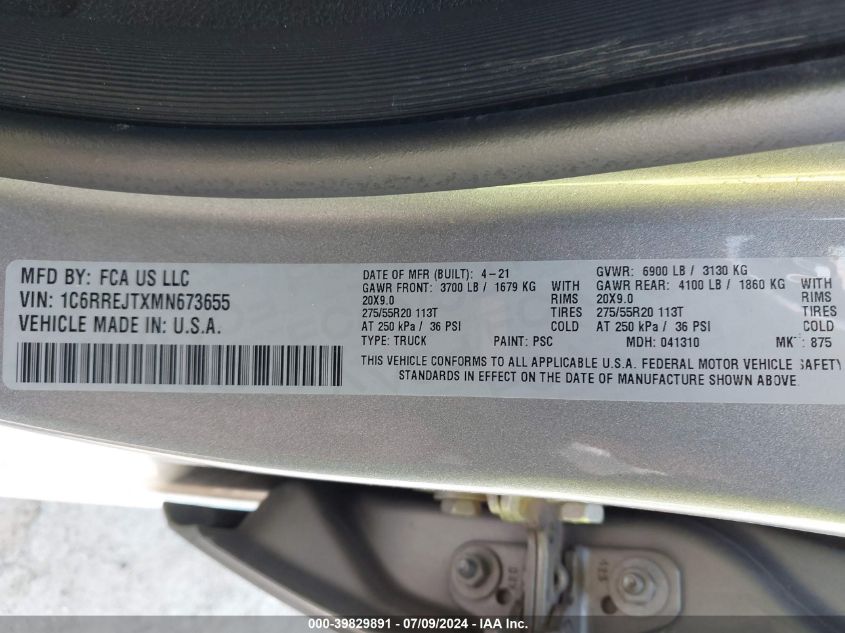 MFD BY: FCA US LLC
VIN: 1C6RREJTXMN673655
VEHICLE MADE IN: U.S.A.
DATE OF MFR (BUILT): 4-21
GAWR FRONT: 3700 LB / 1679 KG WITH
20X9.0 RIMS
275/55R20 113T TIRES
AT 250 kPa / 36 PSI COLD
TYPE: TRUCK PAINT: PSC
GVWR: 6900 LB / 3130 KG
GAWR REAR: 4100 LB / 1860 KG WITH
20X9.0 RIMS
275/55R20 113T TIRES
AT 250 kPa / 36 PSI COLD
MDH: 041310 : 875
THIS VEHICLE CONFORMS TO ALL APPLICABLE U.S.A. FEDERAL MOTOR VEHICLE SAFETY
STANDARDS IN EFFECT ON THE DATE OF MANUFACTURE SHOWN ABOVE.
000-39829891 - 07/09/2024 - IAA Inc.